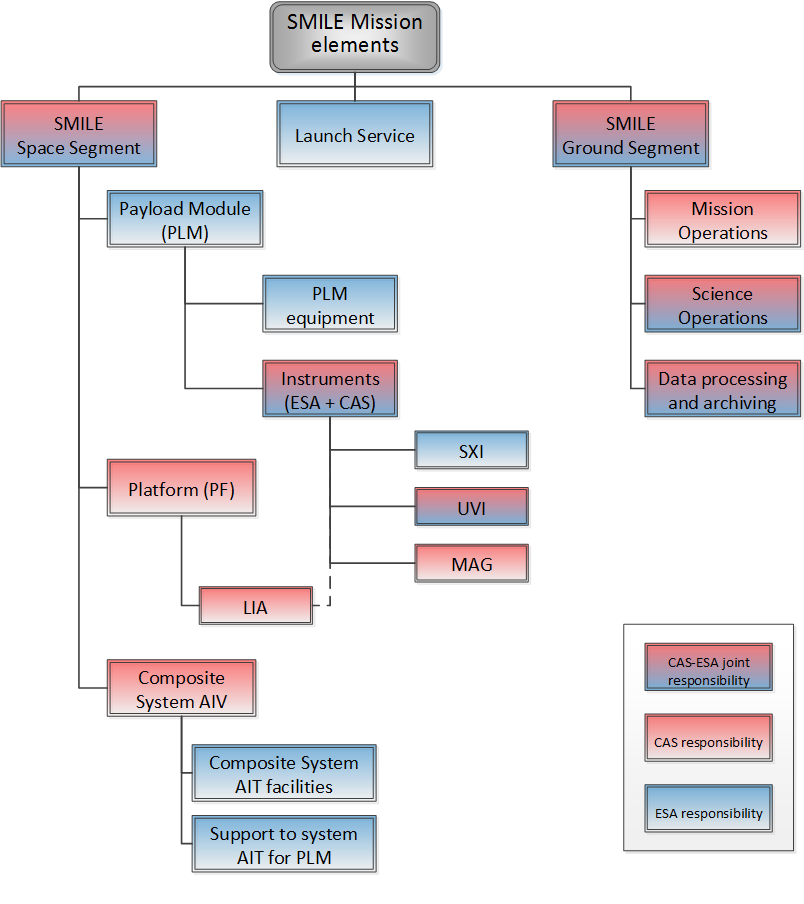 SMILE Mission
elements
SMILE
Space Segment
Launch Service
SMILE
Ground Segment
Payload Module
(PLM)
Mission
Operations
PLM
equipment
Science
Operations
Instruments
(ESA + CAS)
Data processing
and archiving
SXI
Platform (PF)
UVI
MAG
LIA
Composite
System AIV
Composite System
AIT facilities
Support to system
AIT for PLM
CAS-ESA joint
responsibility
CAS responsibility
ESA responsibility